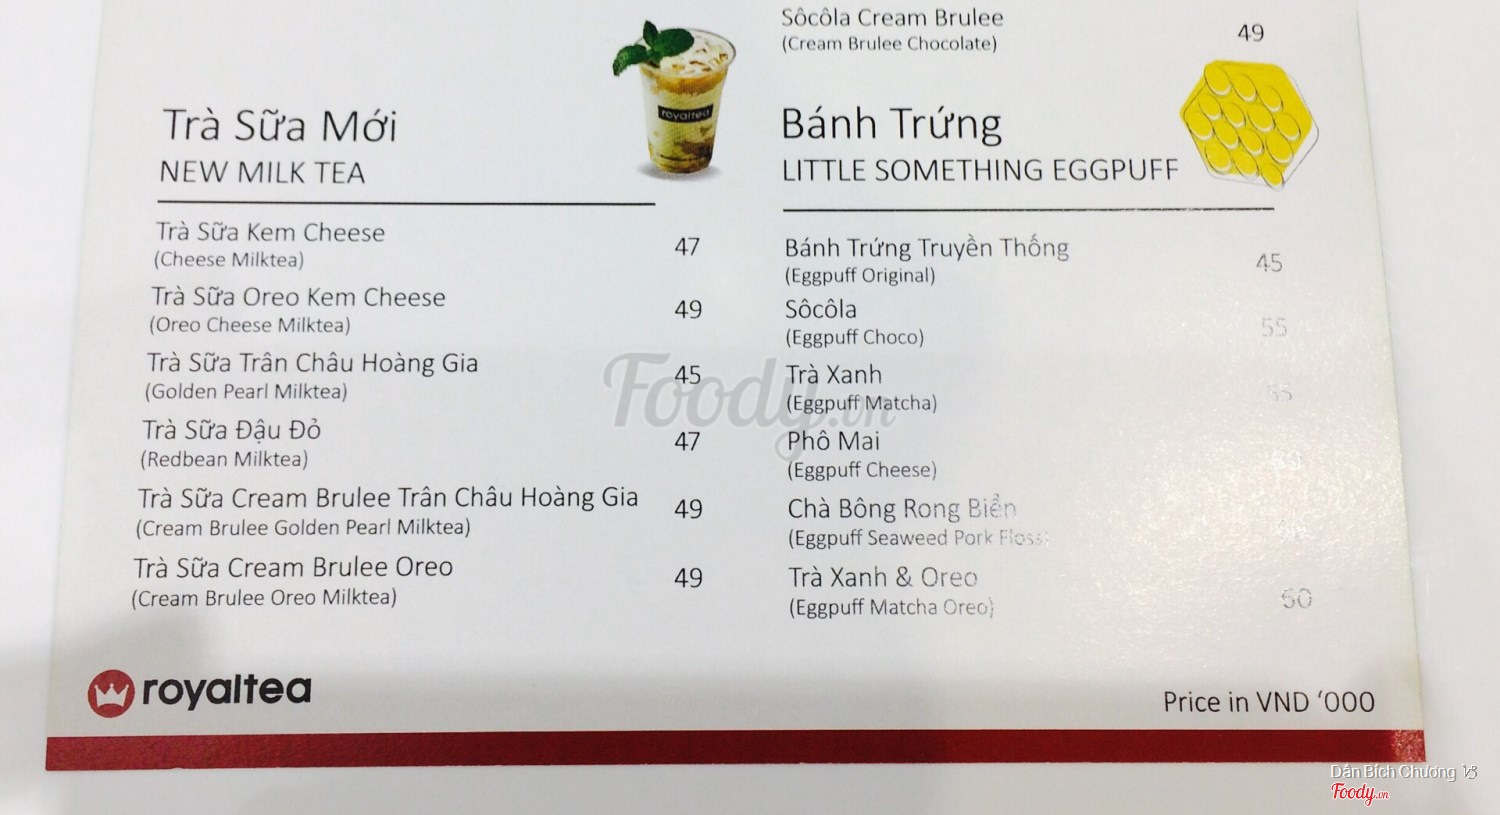 Sôcôla Cream Brulee
(Cream Brulee Chocolate)
49
royaltea
Trà Sữa Mới
NEW MILK TEA
Trà Sữa Kem Cheese
(Cheese Milktea)
47
Trà Sữa Oreo Kem Cheese
(Oreo Cheese Milktea)
49
Trà Sữa Trân Châu Hoàng Gia
(Golden Pearl Milktea)
45
Trà Sữa Đậu Đỏ
(Redbean Milktea)
47
Trà Sữa Cream Brulee Trân Châu Hoàng Gia
(Cream Brulee Golden Pearl Milktea)
49
Trà Sữa Cream Brulee Oreo
(Cream Brulee Oreo Milktea)
49
Bánh Trứng
LITTLE SOMETHING EGGPUFF
Bánh Trứng Truyền Thống
(Eggpuff Original)
45
Sôcôla
(Eggpuff Choco)
55
Trà Xanh
(Eggpuff Matcha)
Phô Mai
(Eggpuff Cheese)
Chà Bông Rong Biển
(Eggpuff Seaweed Pork Floss)
Trà Xanh & Oreo
(Eggpuff Matcha Oreo)
60
Foody.vn
royaltea
Price in VND ‘000
Dân Bích Chương
Foody.vn